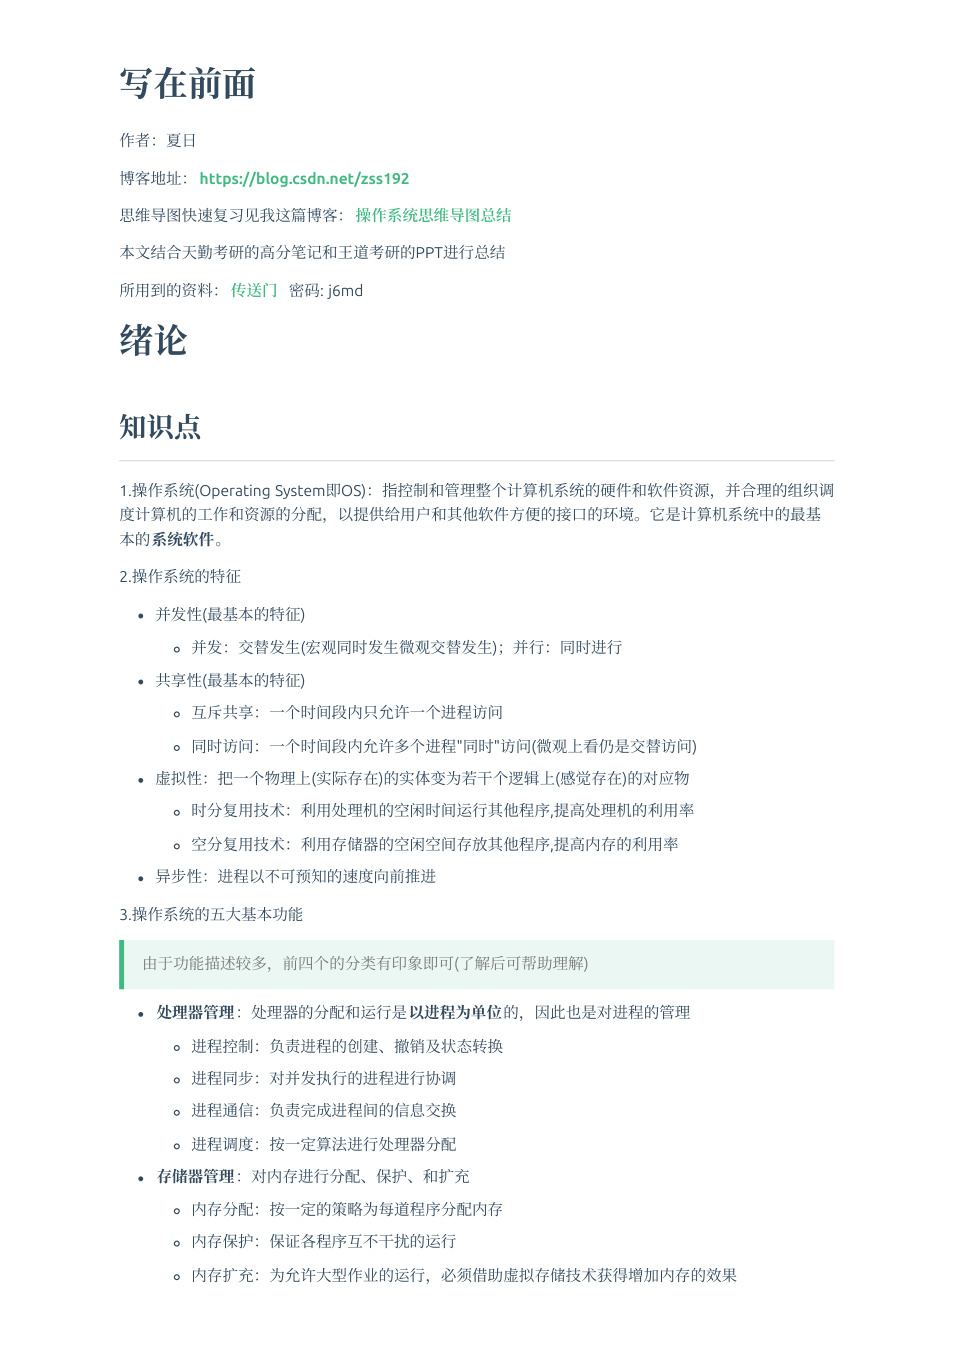 写在前面
作者：夏日
博客地址： https://blog.csdn.net/zss192
思维导图快速复习见我这篇博客： 操作系统思维导图总结
本文结合天勤考研的高分笔记和王道考研的PPT进行总结
所用到的资料： 传送门 密码: j6md
绪论
知识点
1.操作系统(Operating System即OS)：指控制和管理整个计算机系统的硬件和软件资源，并合理的组织调
度计算机的工作和资源的分配，以提供给用户和其他软件方便的接口的环境。它是计算机系统中的最基
本的系统软件。
2.操作系统的特征
• 并发性(最基本的特征)
◦ 并发：交替发生(宏观同时发生微观交替发生)；并行：同时进行
• 共享性(最基本的特征)
◦ 互斥共享：一个时间段内只允许一个进程访问
◦ 同时访问：一个时间段内允许多个进程"同时"访问(微观上看仍是交替访问)
• 虚拟性：把一个物理上(实际存在)的实体变为若干个逻辑上(感觉存在)的对应物
◦ 时分复用技术：利用处理机的空闲时间运行其他程序,提高处理机的利用率
◦ 空分复用技术：利用存储器的空闲空间存放其他程序,提高内存的利用率
• 异步性：进程以不可预知的速度向前推进
3.操作系统的五大基本功能
由于功能描述较多，前四个的分类有印象即可(了解后可帮助理解)
• 处理器管理：处理器的分配和运行是以进程为单位的，因此也是对进程的管理
◦ 进程控制：负责进程的创建、撤销及状态转换
◦ 进程同步：对并发执行的进程进行协调
◦ 进程通信：负责完成进程间的信息交换
◦ 进程调度：按一定算法进行处理器分配
• 存储器管理：对内存进行分配、保护、和扩充
◦ 内存分配：按一定的策略为每道程序分配内存
◦ 内存保护：保证各程序互不干扰的运行
◦ 内存扩充：为允许大型作业的运行，必须借助虚拟存储技术获得增加内存的效果